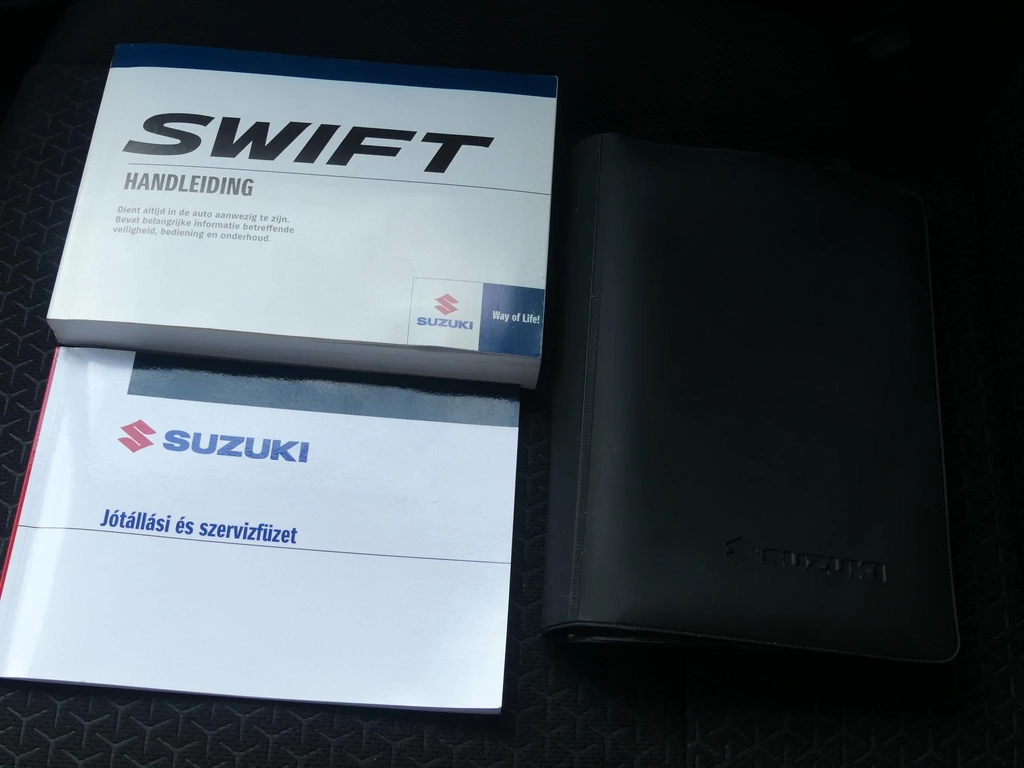 SWIFT
HANDLEIDING
Dient altijd in de auto aanwezig te zijn.
Bevat belangrijke informatie betreffende
veiligheid, bediening en onderhoud.
SUZUKI
Way of Life!
SUZUKI
Jótállási és szervizfüzet
SUZUKI